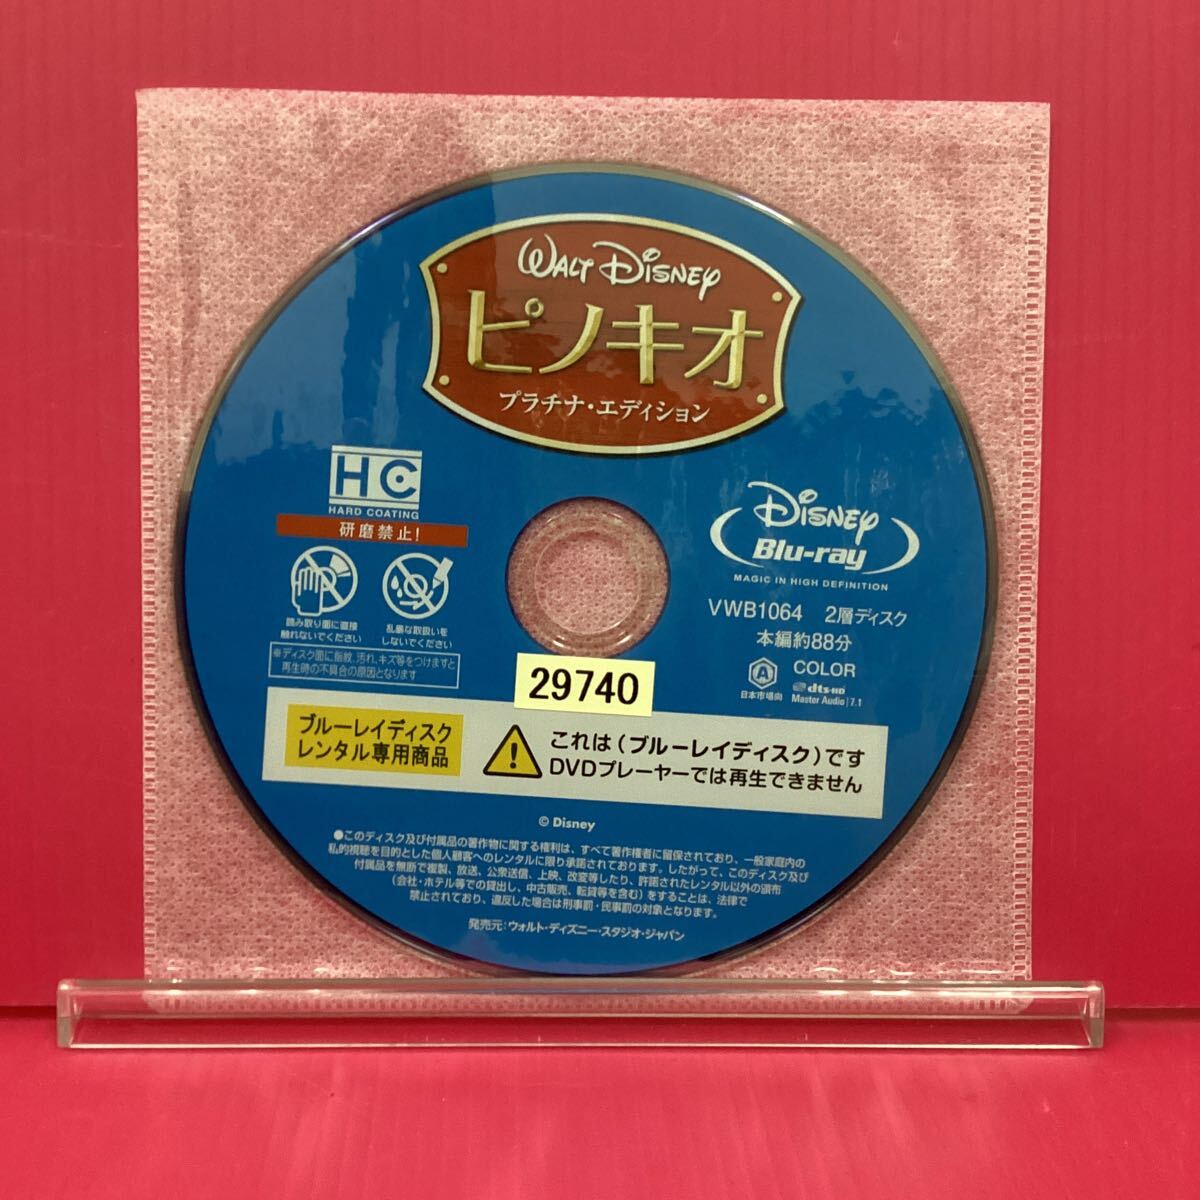 WALT DISNEY
ピノキオ
プラチナ・エディション
HC
HARD COATING
研磨禁止!
読み取り面に直接
触れないでください
乱暴な取扱いを
しないでください
※ディスク面に指紋、汚れ、キズ等をつけますと
再生時の不具合の原因となります
DISNEY
Blu-ray
MAGIC IN HIGH DEFINITION
VWB1064 2層ディスク
本編約88分
A
日本市場向
COLOR
dts-HD
Master Audio | 7.1
29740
ブルーレイディスク
レンタル専用商品
これは(ブルーレイディスク)です
DVDプレーヤーでは再生できません
© Disney
●このディスク及び付属品の著作物に関する権利は、すべて著作権者に留保されており、一般家庭内の
私的視聴を目的とした個人顧客へのレンタルに限り承諾されております。したがって、このディスク及び
付属品を無断で複製、放送、公衆送信、上映、改変等したり、許諾されたレンタル以外の頒布
(会社・ホテル等での貸出し、中古販売、転貸等を含む)をすることは、法律で
禁止されており、違反した場合は刑事罰・民事罰の対象となります。
発売元:ウォルト・ディズニー・スタジオ・ジャパン